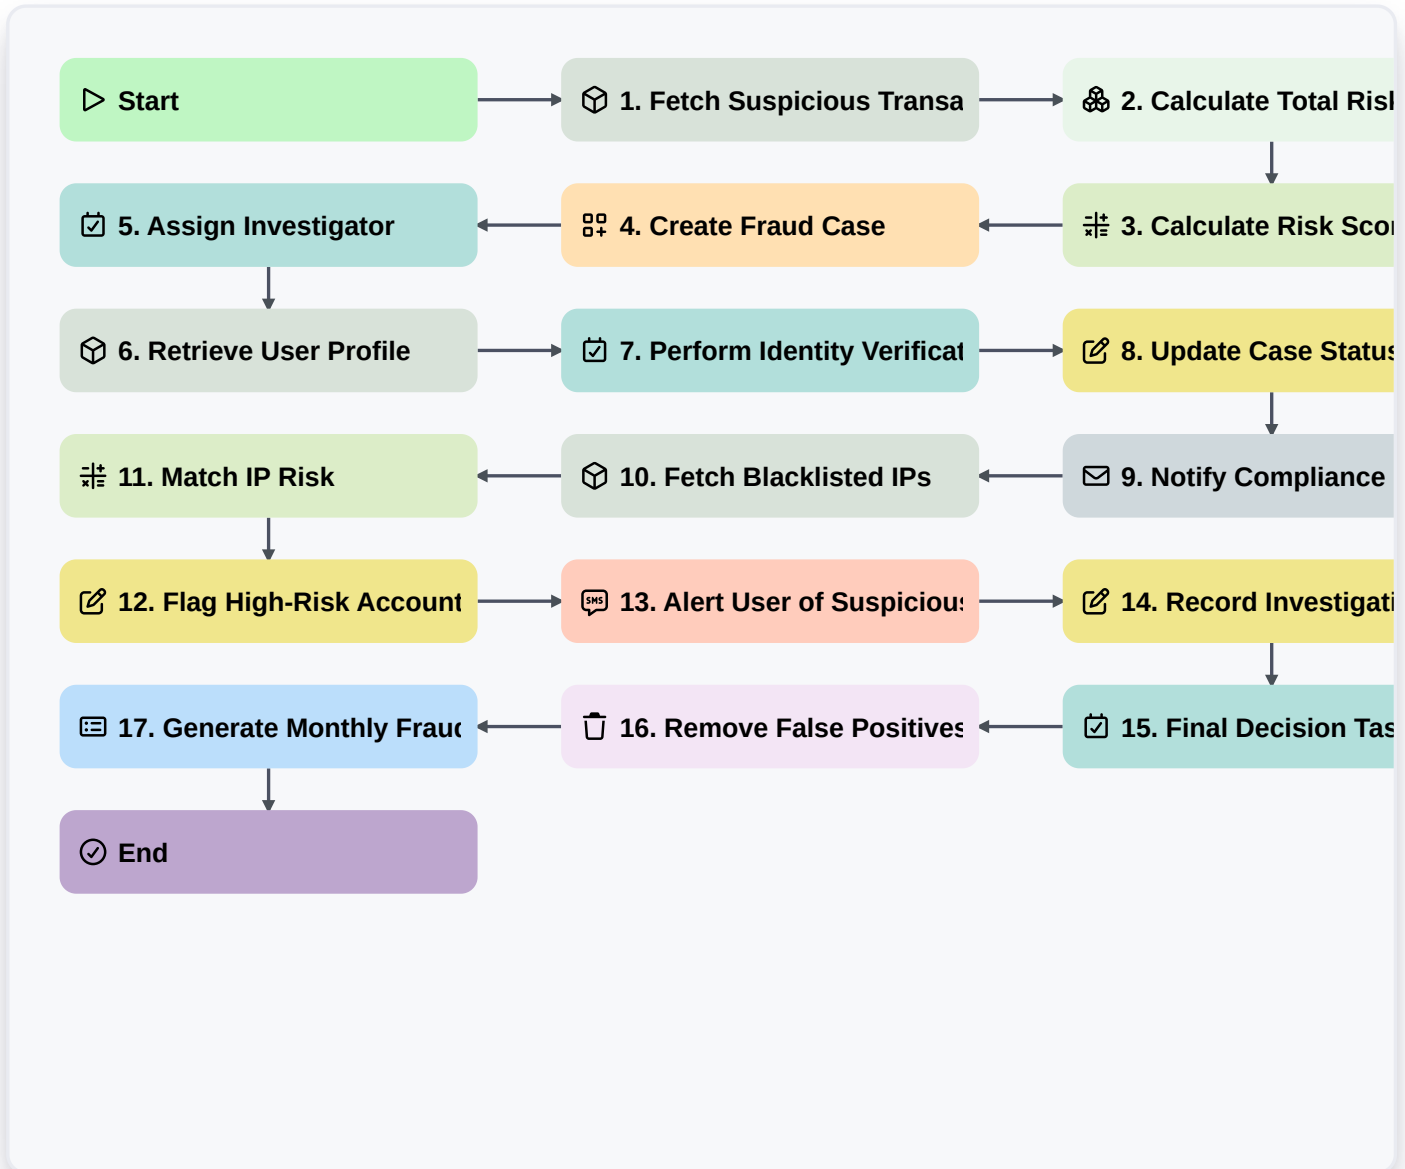 Start
1. Fetch Suspicious Transa
2. Calculate Total Risk
5. Assign Investigator
4. Create Fraud Case
3. Calculate Risk Scor
6. Retrieve User Profile
7. Perform Identity Verificat
8. Update Case Status
11. Match IP Risk
10. Fetch Blacklisted IPs
9. Notify Compliance
12. Flag High-Risk Account
13. Alert User of Suspicious
SMS
14. Record Investigati
17. Generate Monthly Fraud
16. Remove False Positives
15. Final Decision Tas
End